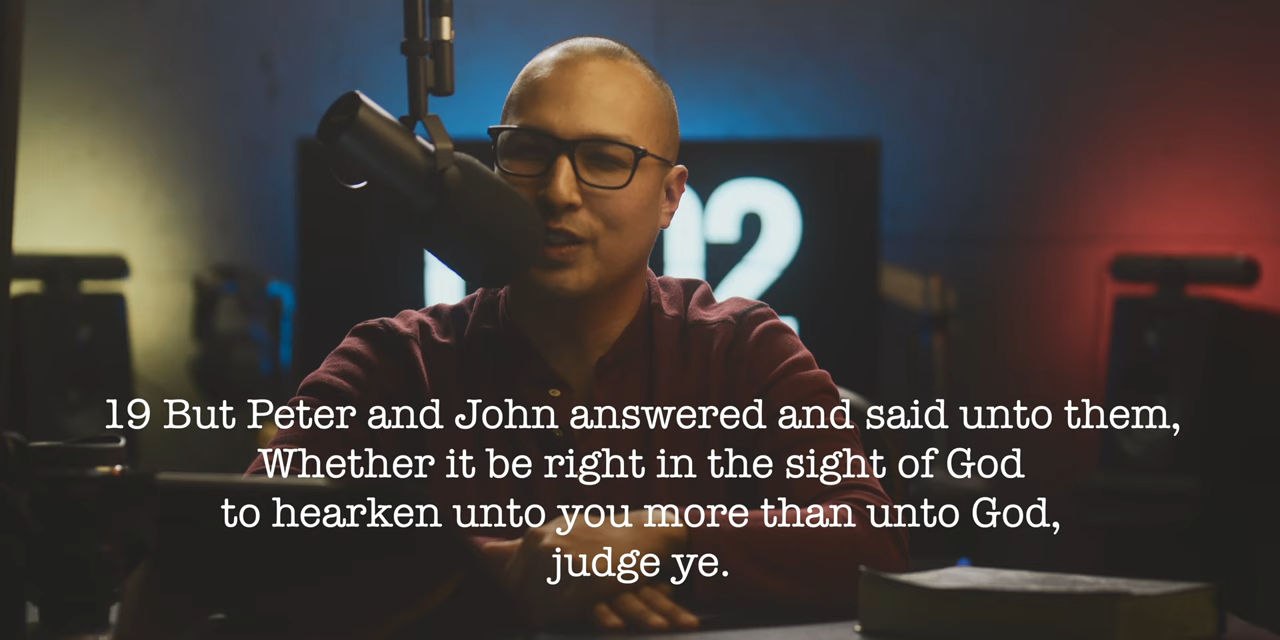 02
19 But Peter and John answered and said unto them,
Whether it be right in the sight of God
to hearken unto you more than unto God,
judge ye.